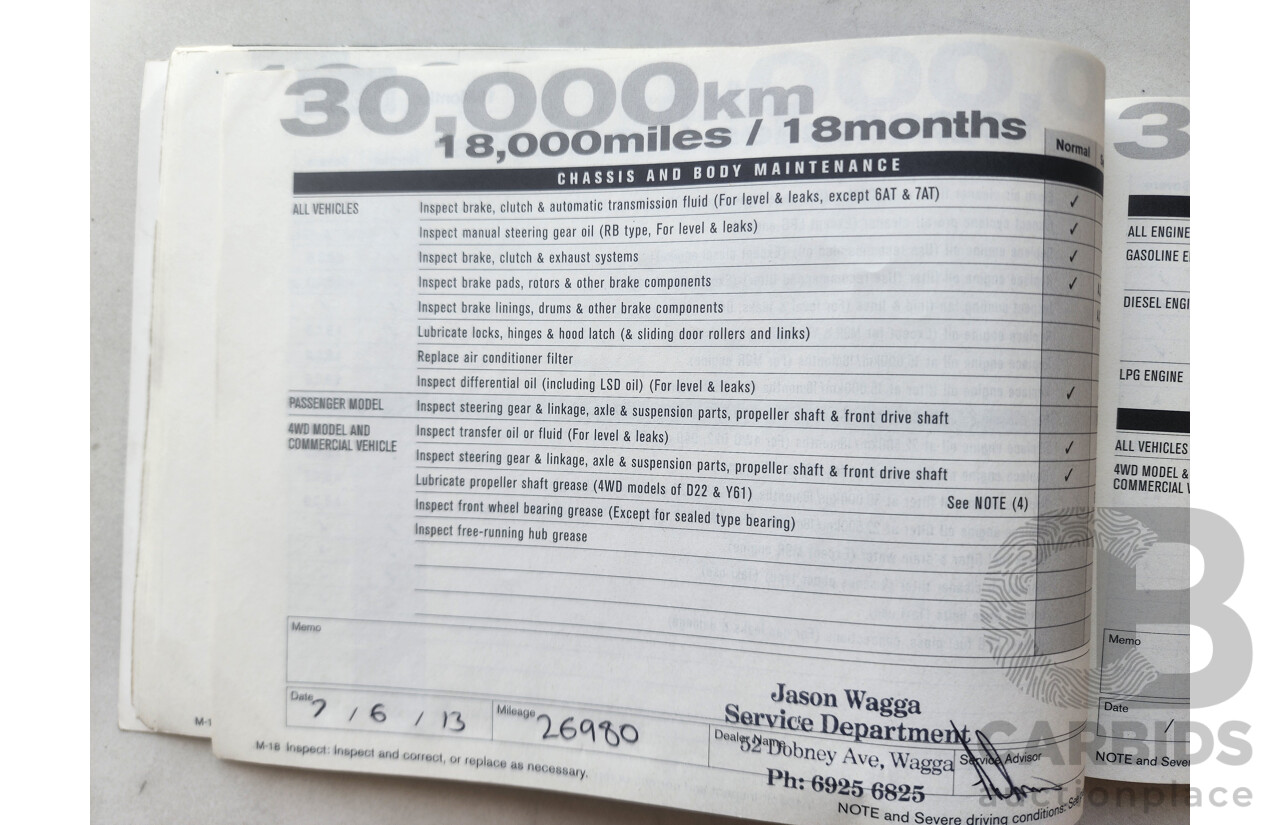 30,000km
18,000miles / 18months
Normal
CHASSIS AND BODY MAINTENANCE
ALL VEHICLES
Inspect brake, clutch & automatic transmission fluid (For level & leaks, except 6AT & 7AT) ✓
Inspect manual steering gear oil (RB type, For level & leaks) ✓
Inspect brake, clutch & exhaust systems ✓
Inspect brake pads, rotors & other brake components ✓
Inspect brake linings, drums & other brake components
Lubricate locks, hinges & hood latch (& sliding door rollers and links)
Replace air conditioner filter
Inspect differential oil (including LSD oil) (For level & leaks) ✓
PASSENGER MODEL Inspect steering gear & linkage, axle & suspension parts, propeller shaft & front drive shaft
4WD MODEL AND
COMMERCIAL VEHICLE
Inspect transfer oil or fluid (For level & leaks) ✓
Inspect steering gear & linkage, axle & suspension parts, propeller shaft & front drive shaft ✓
Lubricate propeller shaft grease (4WD models of D22 & Y61) See NOTE (4)
Inspect front wheel bearing grease (Except for sealed type bearing)
Inspect free-running hub grease
Memo
Date 7 / 6 / 13
Mileage 26980
Dealer Name
Jason Wagga
Service Department
52 Dobney Ave, Wagga
Ph: 6925 6825
Service Advisor
M-18 Inspect: Inspect and correct, or replace as necessary.
NOTE and Severe driving conditions:
M-1
3
ALL ENGINE
GASOLINE E
DIESEL ENGI
LPG ENGINE
ALL VEHICLES
4WD MODEL &
COMMERCIAL
Memo
Date /
NOTE and Seve
CARBIDS
auctionplace